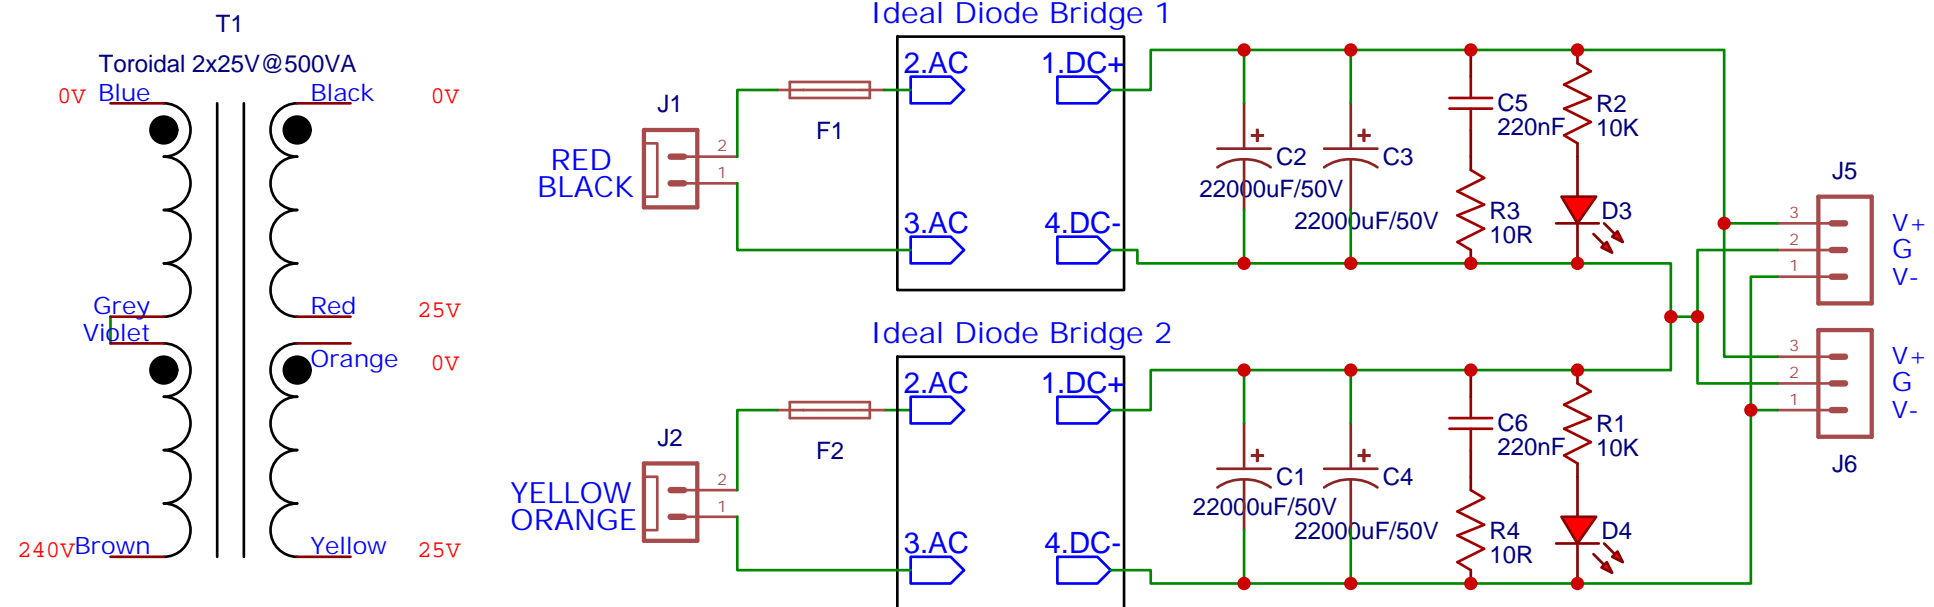 T1
Toroidal 2x25V@500VA
0V Blue
Black 0V
Grey
Violet
Red 25V
Orange 0V
240V Brown
Yellow 25V
J1
RED
BLACK
2
1
F1
Ideal Diode Bridge 1
2.AC
1.DC+
3.AC
4.DC-
C2
22000uF/50V
C3
22000uF/50V
C5
220nF
R3
10R
R2
10K
D3
J5
3 V+
2 G
1 V-
J2
YELLOW
ORANGE
2
1
F2
Ideal Diode Bridge 2
2.AC
1.DC+
3.AC
4.DC-
C1
22000uF/50V
C4
22000uF/50V
C6
220nF
R4
10R
R1
10K
D4
3 V+
2 G
1 V-
J6